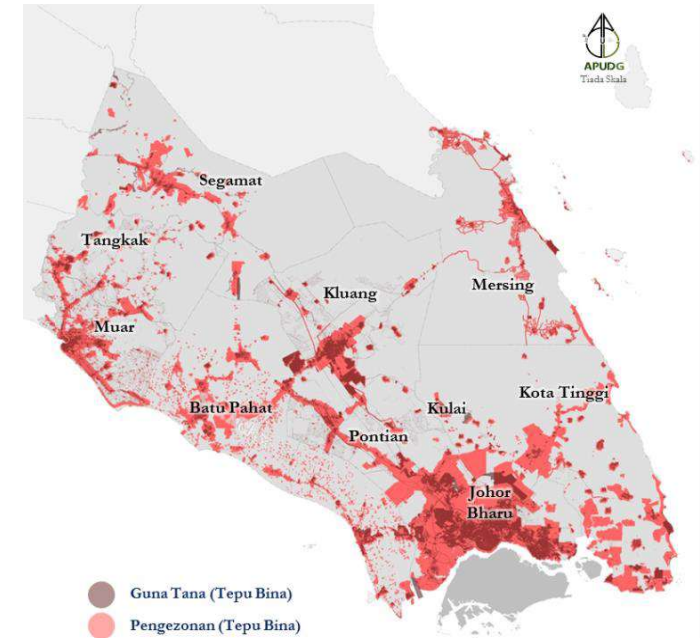 APUDG
Tiada Skala
Segamat
Tangkak
Kluang
Mersing
Muar
Kota Tinggi
Batu Pahat
Kulai
Pontian
Johor
Bharu
Guna Tana (Tepu Bina)
Pengezonan (Tepu Bina)